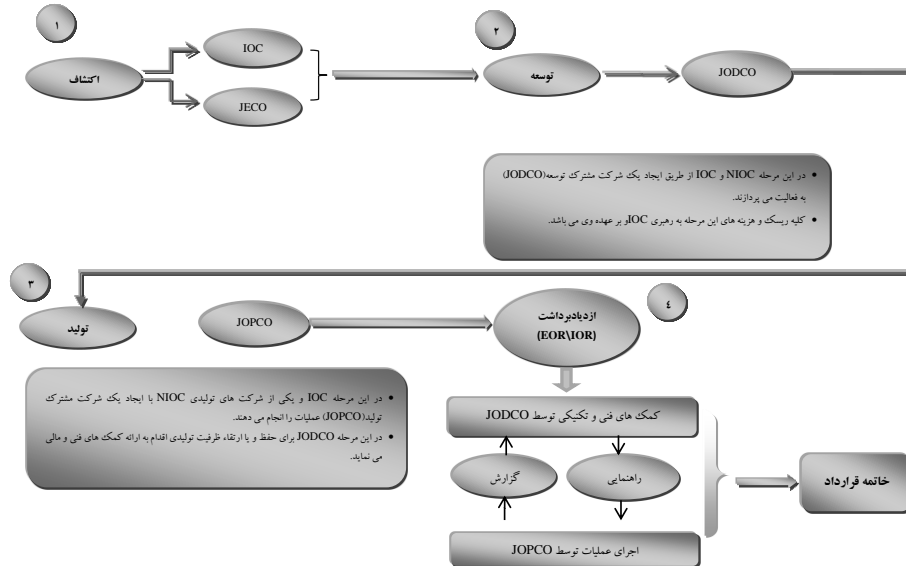 ۱
اکتشاف
IOC
JECO
۲
توسعه
JODCO
• در این مرحله NIOC و IOC از طریق ایجاد یک شرکت مشترک توسعه(JODCO)
به فعالیت می پردازند.
• کلیه ریسک و هزینه های این مرحله به رهبری IOCو بر عهده وی می باشد.
۳
تولید
JOPCO
ازدیادبرداشت
(EOR\IOR)
٤
• در این مرحله IOC و یکی از شرکت های تولیدی NIOC با ایجاد یک شرکت مشترک
تولید(JOPCO) عملیات را انجام می دهند.
• در این مرحله JODCO برای حفظ و یا ارتقاء ظرفیت تولیدی اقدام به ارائه کمک های فنی و مالی
می نماید.
کمک های فنی و تکنیکی توسط JODCO
گزارش
راهنمایی
اجرای عملیات توسط JOPCO
خاتمه قرارداد